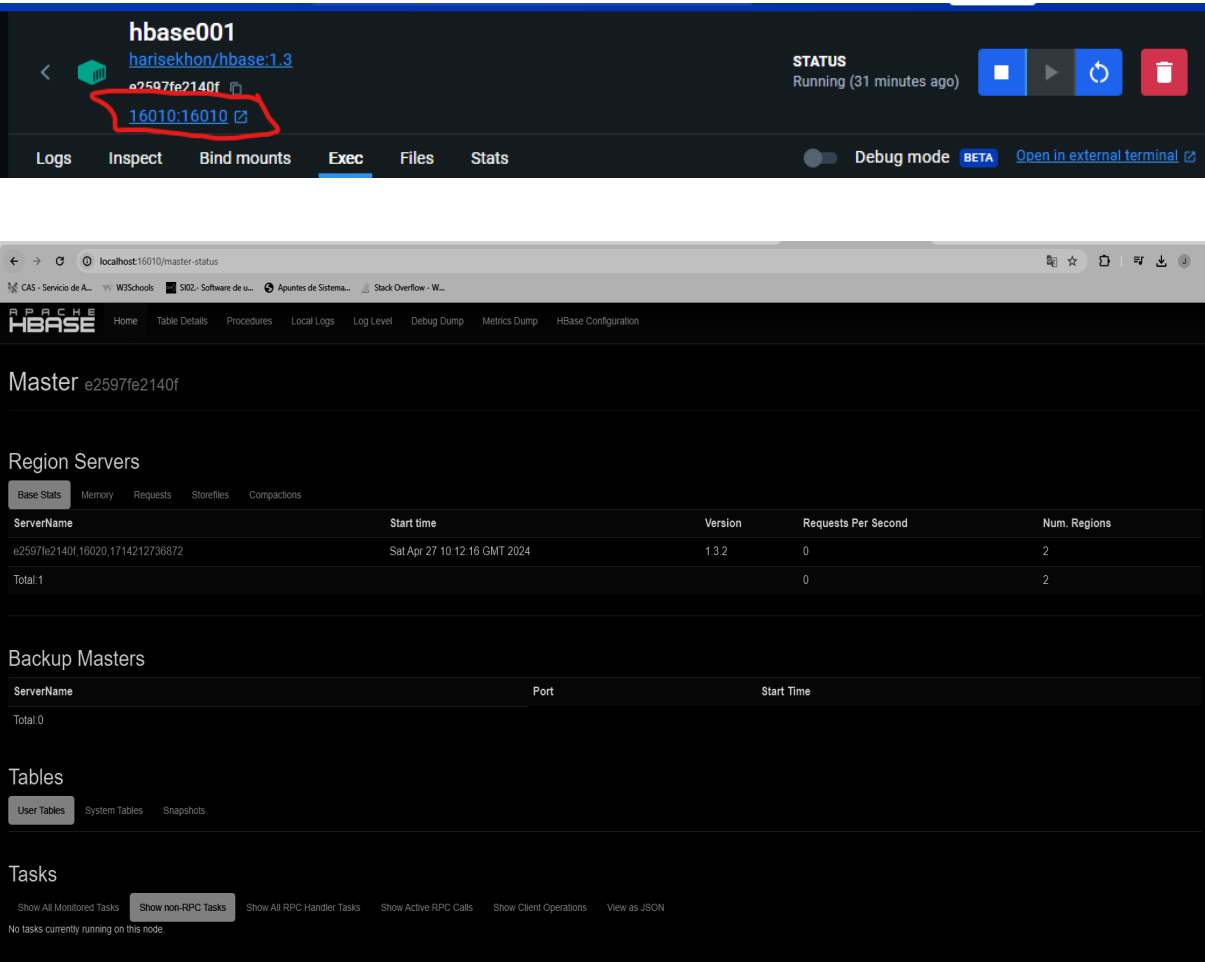 hbase001
harisekhon/hbase:1.3
e2597fe2140f
16010:16010
STATUS
Running (31 minutes ago)
Logs Inspect Bind mounts Exec Files Stats Debug mode BETA Open in external terminal
localhost:16010/master-status
CAS - Servicio de A... W3Schools SI02.- Software de u... Apuntes de Sistema... Stack Overflow - W...
APACHE
HBASE Home Table Details Procedures Local Logs Log Level Debug Dump Metrics Dump HBase Configuration
Master e2597fe2140f
Region Servers
Base Stats Memory Requests Storefiles Compactions
ServerName Start time Version Requests Per Second Num. Regions
e2597fe2140f,16020,1714212736872 Sat Apr 27 10:12:16 GMT 2024 1.3.2 0 2
Total:1 0 2
Backup Masters
ServerName Port Start Time
Total:0
Tables
User Tables System Tables Snapshots
Tasks
Show All Monitored Tasks Show non-RPC Tasks Show All RPC Handler Tasks Show Active RPC Calls Show Client Operations View as JSON
No tasks currently running on this node.